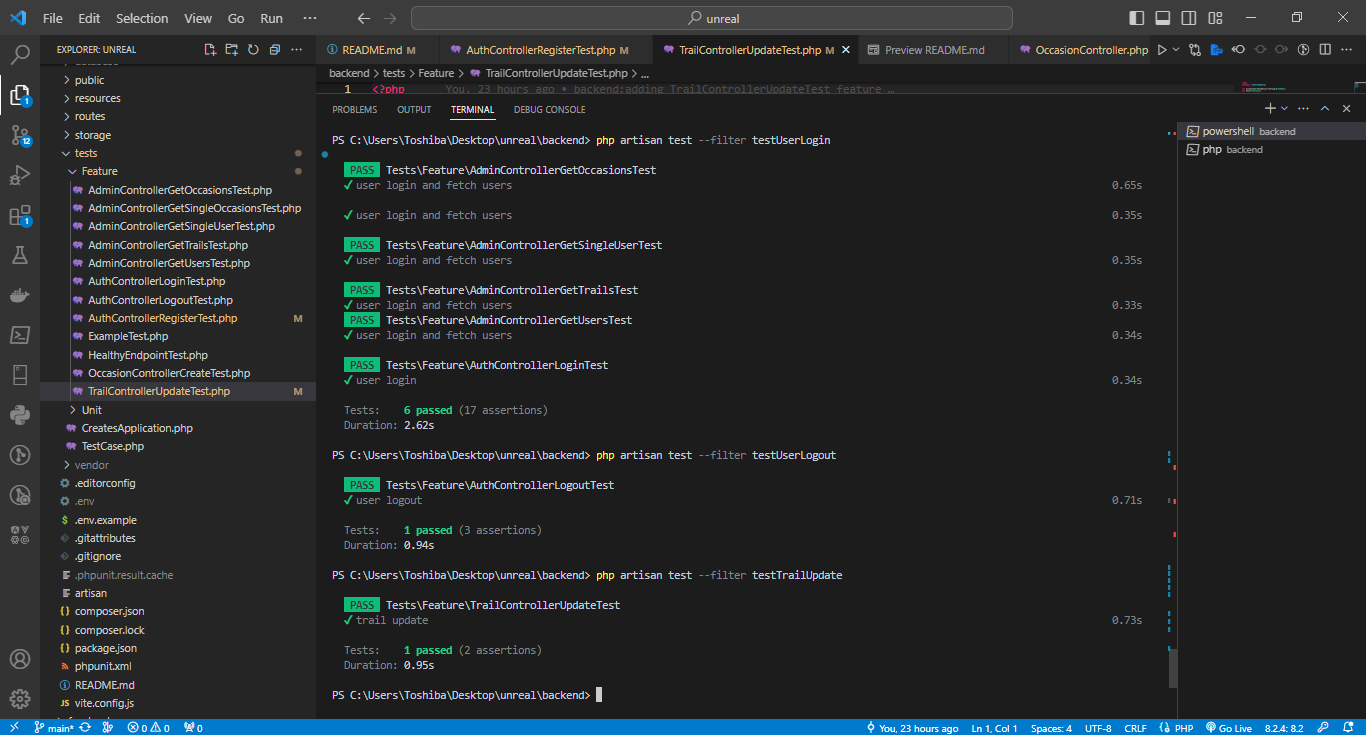 File Edit Selection View Go Run ··· unreal
EXPLORER: UNREAL
README.md M
AuthControllerRegisterTest.php M
TrailControllerUpdateTest.php M
Preview README.md
OccasionController.php
backend > tests > Feature > TrailControllerUpdateTest.php > ...
1 <?php You, 23 hours ago • backend:adding TrailControllerUpdateTest feature …
public
resources
routes
storage
tests
Feature
AdminControllerGetOccasionsTest.php
AdminControllerGetSingleOccasionsTest.php
AdminControllerGetSingleUserTest.php
AdminControllerGetTrailsTest.php
AdminControllerGetUsersTest.php
AuthControllerLoginTest.php
AuthControllerLogoutTest.php
AuthControllerRegisterTest.php M
ExampleTest.php
HealthyEndpointTest.php
OccasionControllerCreateTest.php
TrailControllerUpdateTest.php M
Unit
CreatesApplication.php
TestCase.php
vendor
.editorconfig
.env
.env.example
.gitattributes
.gitignore
.phpunit.result.cache
artisan
composer.json
composer.lock
package.json
phpunit.xml
README.md
vite.config.js
PROBLEMS OUTPUT TERMINAL DEBUG CONSOLE
PS C:\Users\Toshiba\Desktop\unreal\backend> php artisan test --filter testUserLogin
PASS Tests\Feature\AdminControllerGetOccasionsTest
✓ user login and fetch users 0.65s
✓ user login and fetch users 0.35s
PASS Tests\Feature\AdminControllerGetSingleUserTest
✓ user login and fetch users 0.35s
PASS Tests\Feature\AdminControllerGetTrailsTest
✓ user login and fetch users 0.33s
PASS Tests\Feature\AdminControllerGetUsersTest
✓ user login and fetch users 0.34s
PASS Tests\Feature\AuthControllerLoginTest
✓ user login 0.34s
Tests: 6 passed (17 assertions)
Duration: 2.62s
PS C:\Users\Toshiba\Desktop\unreal\backend> php artisan test --filter testUserLogout
PASS Tests\Feature\AuthControllerLogoutTest
✓ user logout 0.71s
Tests: 1 passed (3 assertions)
Duration: 0.94s
PS C:\Users\Toshiba\Desktop\unreal\backend> php artisan test --filter testTrailUpdate
PASS Tests\Feature\TrailControllerUpdateTest
✓ trail update 0.73s
Tests: 1 passed (2 assertions)
Duration: 0.95s
PS C:\Users\Toshiba\Desktop\unreal\backend>
powershell backend
php backend
1
12
1
main* 0 0 0 You, 23 hours ago Ln 1, Col 1 Spaces: 4 UTF-8 CRLF PHP Go Live 8.2.4: 8.2